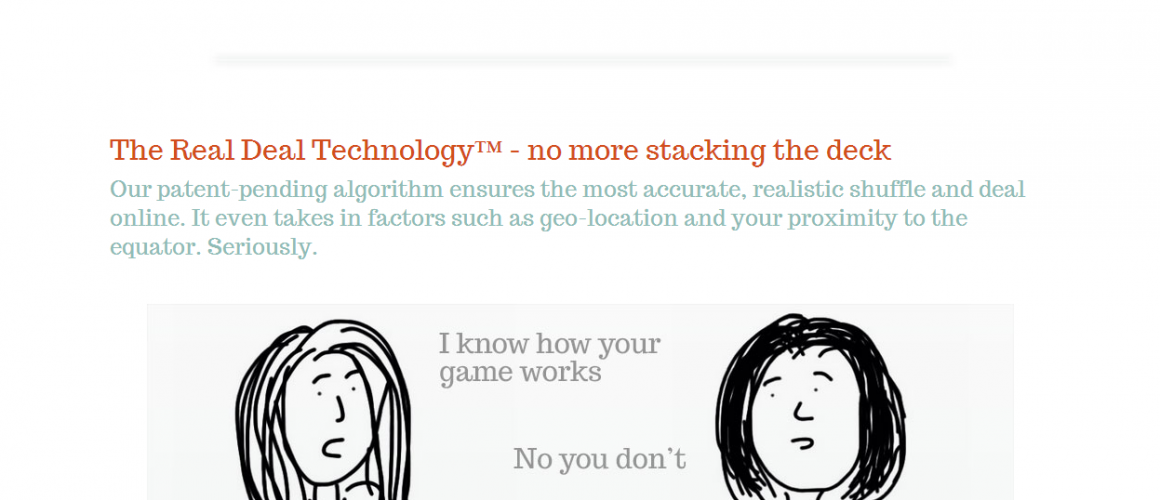 The Real Deal Technology™ - no more stacking the deck
Our patent-pending algorithm ensures the most accurate, realistic shuffle and deal
online. It even takes in factors such as geo-location and your proximity to the
equator. Seriously.
I know how your
game works
No you don't